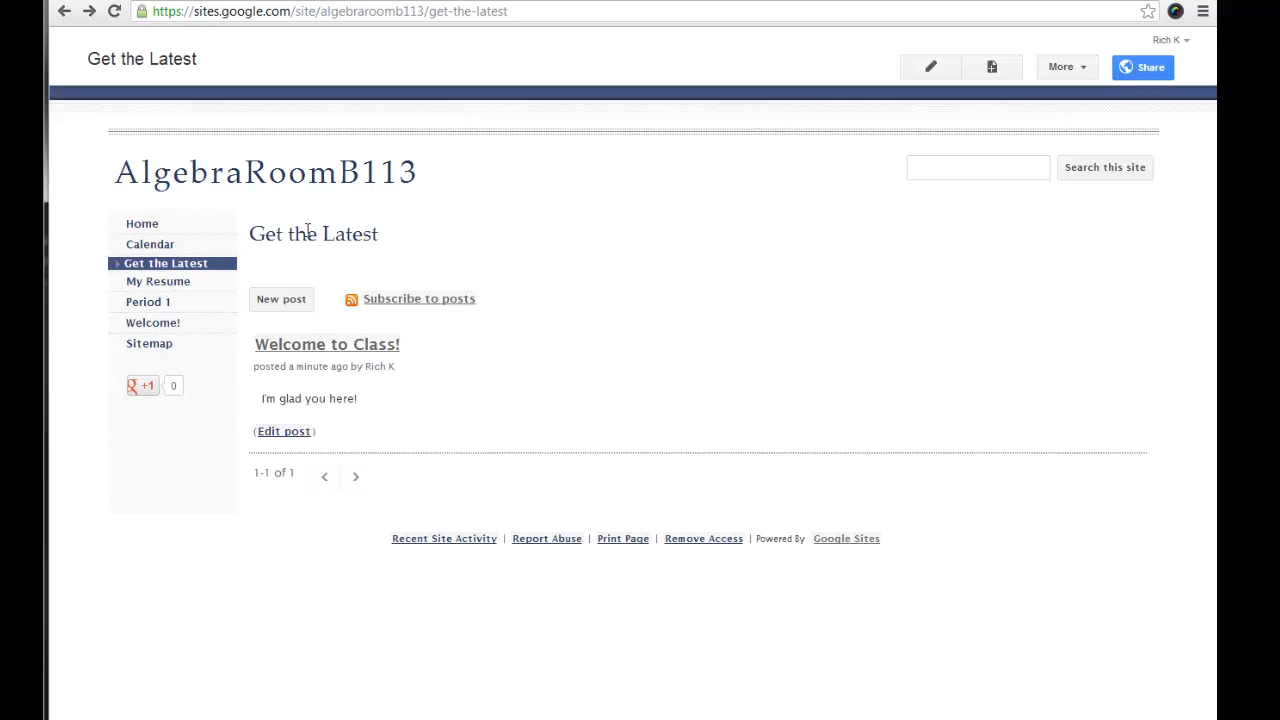 https://sites.google.com/site/algebraroomb113/get-the-latest
Rich K
Get the Latest
More
Share
AlgebraRoomB113
Search this site
Home
Calendar
Get the Latest
My Resume
Period 1
Welcome!
Sitemap
g +1 0
Get the Latest
New post
Subscribe to posts
Welcome to Class!
posted a minute ago by Rich K
I'm glad you here!
(Edit post)
1-1 of 1
Recent Site Activity | Report Abuse | Print Page | Remove Access | Powered By Google Sites